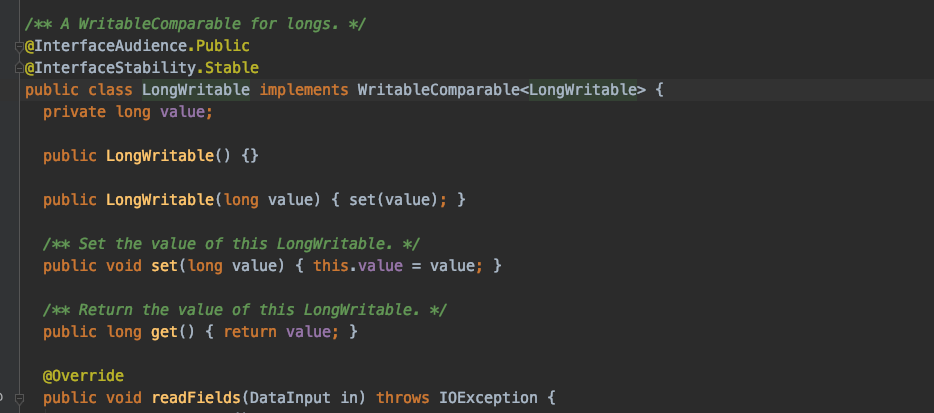 /** A WritableComparable for longs. */
@InterfaceAudience.Public
@InterfaceStability.Stable
public class LongWritable implements WritableComparable<LongWritable> {
private long value;
public LongWritable() {}
public LongWritable(long value) { set(value); }
/** Set the value of this LongWritable. */
public void set(long value) { this.value = value; }
/** Return the value of this LongWritable. */
public long get() { return value; }
@Override
public void readFields(DataInput in) throws IOException {